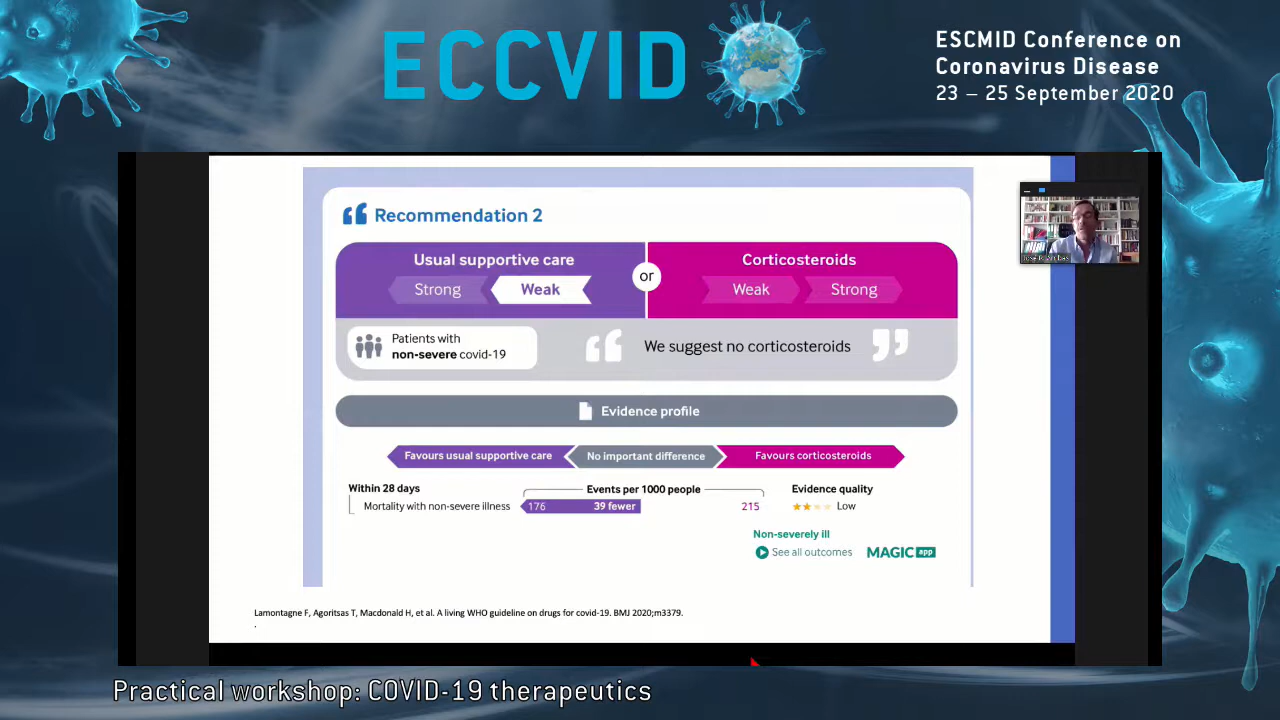 ECCVID
ESCMID Conference on
Coronavirus Disease
23 – 25 September 2020
Recommendation 2
Usual supportive care
Strong
Weak
or
Corticosteroids
Weak
Strong
Patients with
non-severe covid-19
We suggest no corticosteroids
Evidence profile
Favours usual supportive care
No important difference
Favours corticosteroids
Within 28 days
Events per 1000 people
Evidence quality
Mortality with non-severe illness
176
39 fewer
215
Low
Non-severely ill
See all outcomes
MAGIC app
Lamontagne F, Agoritsas T, Macdonald H, et al. A living WHO guideline on drugs for covid-19. BMJ 2020;m3379.
.
Practical workshop: COVID-19 therapeutics